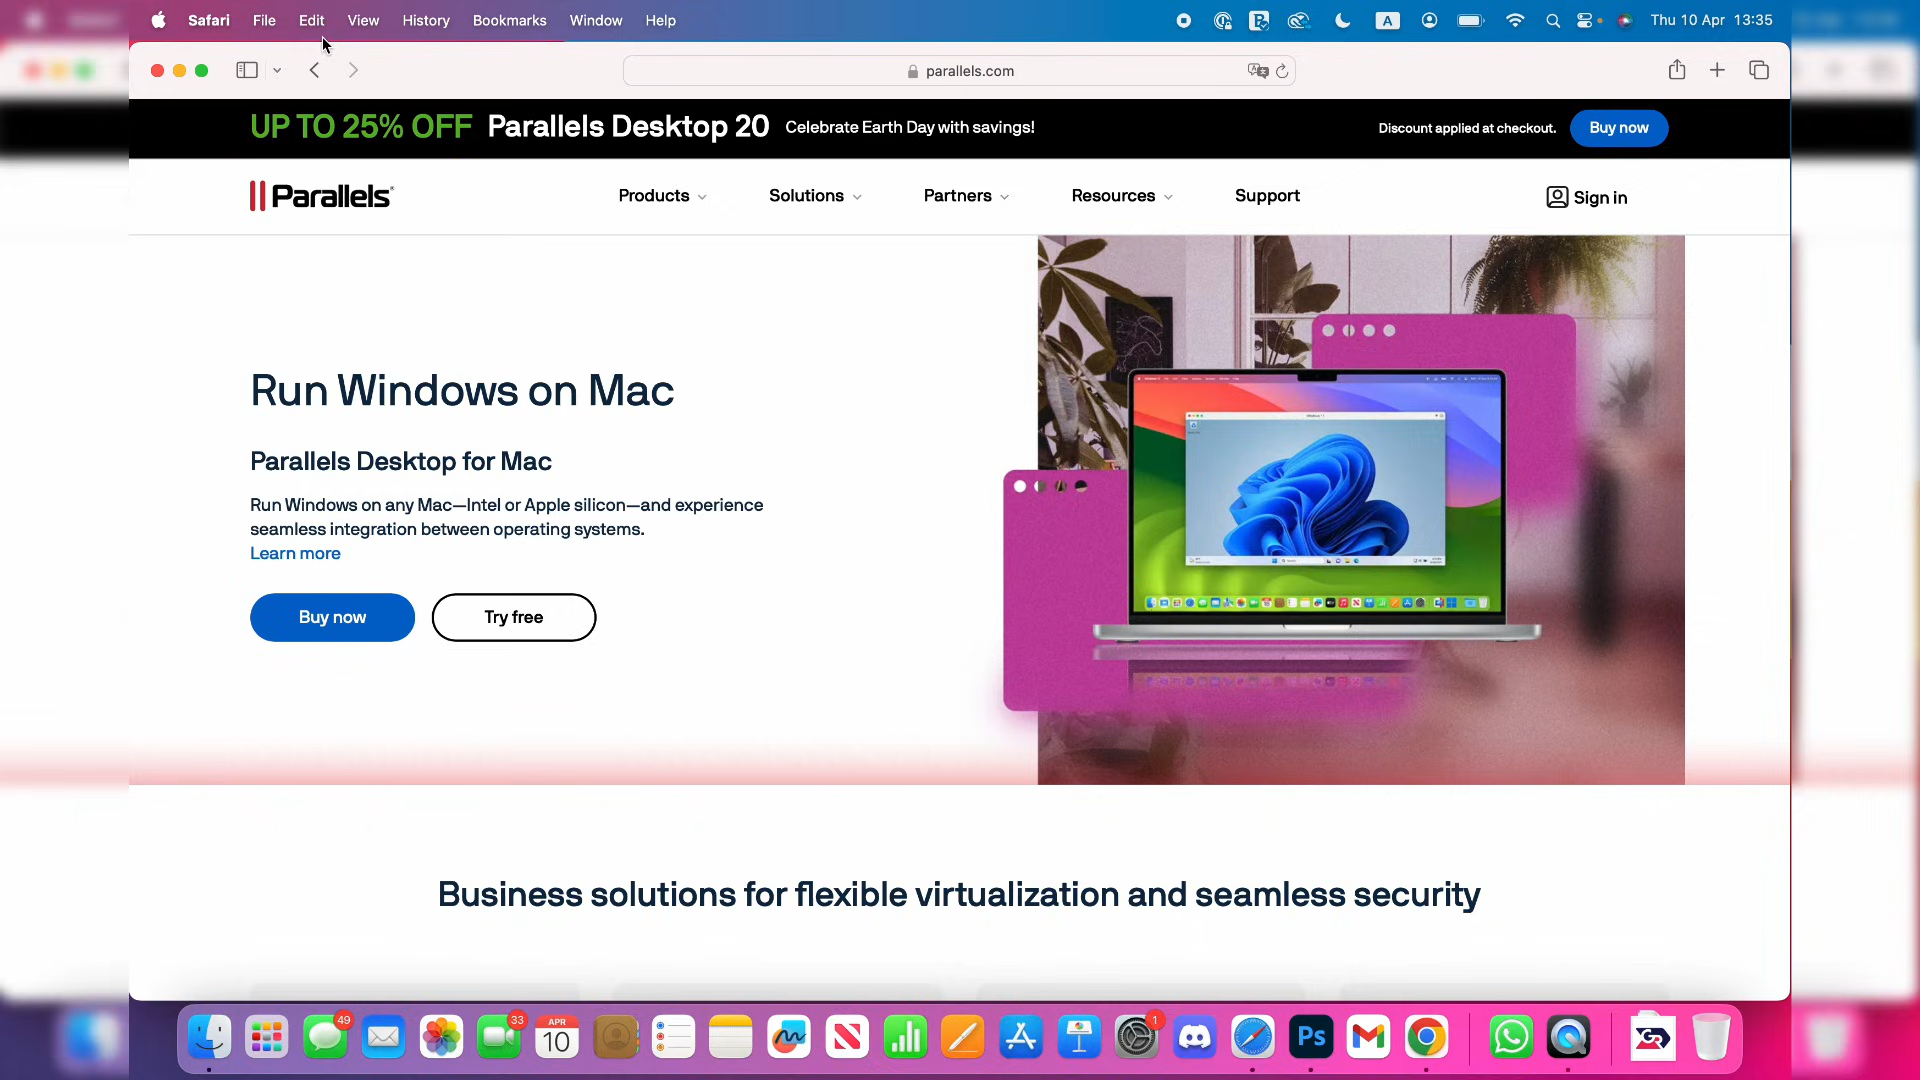 Safari File Edit View History Bookmarks Window Help
A
Thu 10 Apr 13:35
parallels.com
UP TO 25% OFF Parallels Desktop 20 Celebrate Earth Day with savings!
Discount applied at checkout. Buy now
Parallels
Products Solutions Partners Resources Support
Sign in
Run Windows on Mac
Parallels Desktop for Mac
Run Windows on any Mac—Intel or Apple silicon—and experience
seamless integration between operating systems.
Learn more
Buy now Try free
Business solutions for flexible virtualization and seamless security
49
33
APR
10
1
Ps